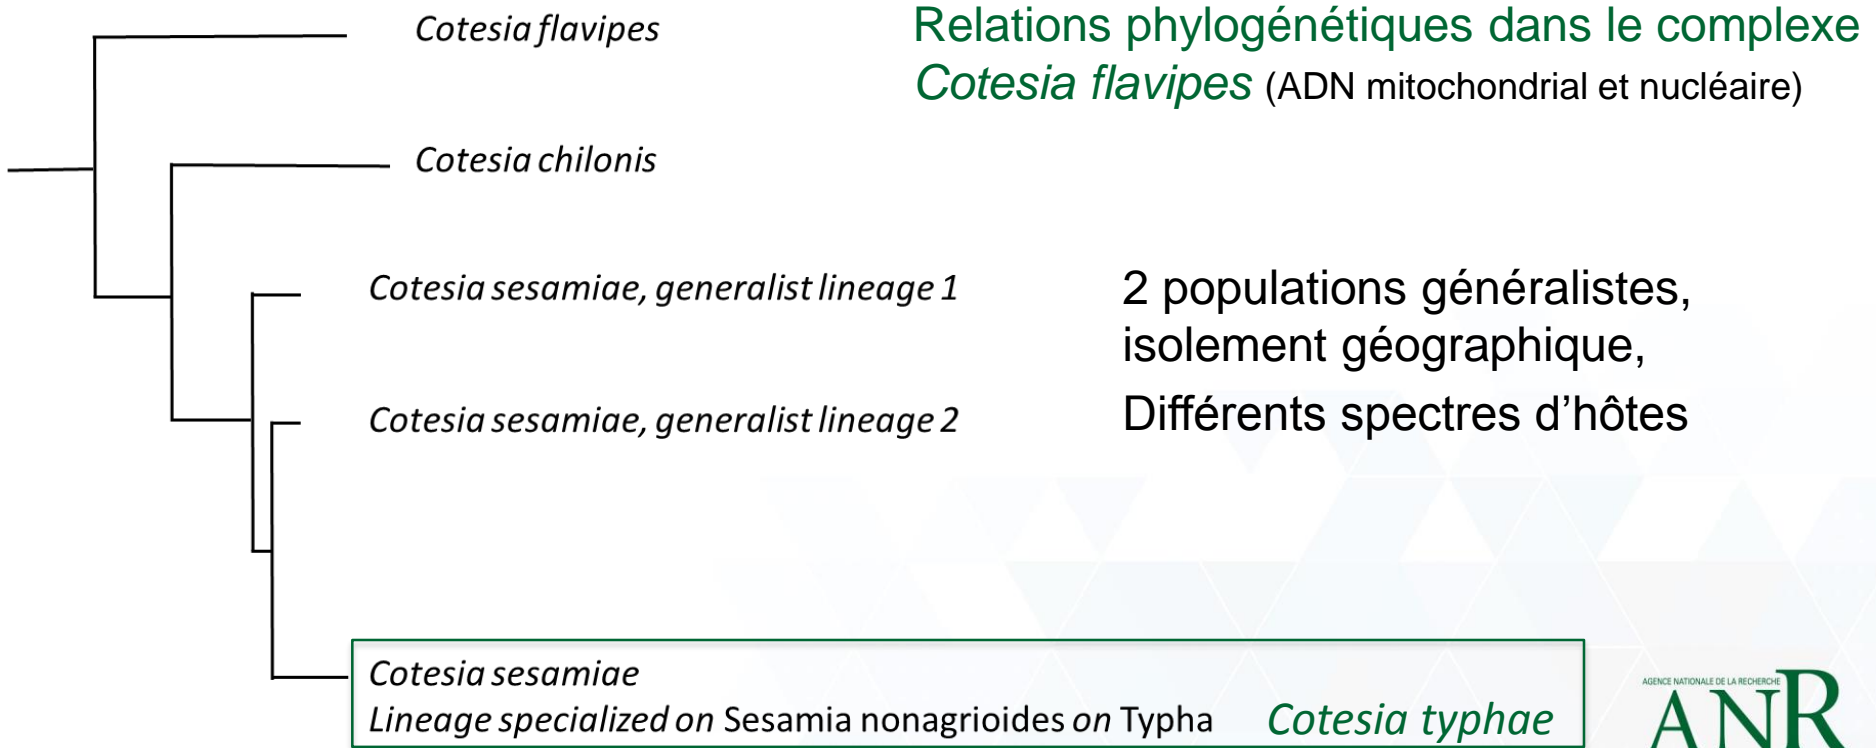 Relations phylogénétiques dans le complexe
Cotesia flavipes (ADN mitochondrial et nucléaire)
Cotesia flavipes
Cotesia chilonis
Cotesia sesamiae, generalist lineage 1
Cotesia sesamiae, generalist lineage 2
2 populations généralistes,
isolement géographique,
Différents spectres d'hôtes
Cotesia sesamiae
Lineage specialized on Sesamia nonagrioides on Typha Cotesia typhae
AGENCE NATIONALE DE LA RECHERCHE
ANR